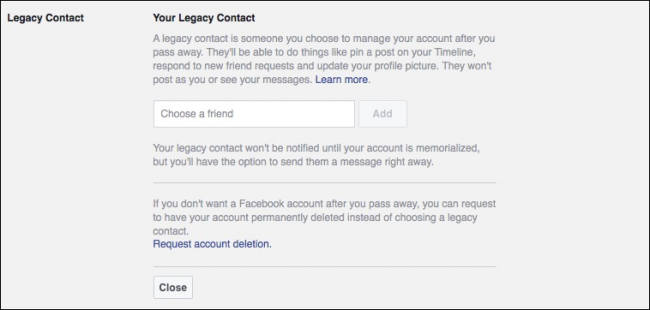 Legacy Contact
Your Legacy Contact
A legacy contact is someone you choose to manage your account after you
pass away. They'll be able to do things like pin a post on your Timeline,
respond to new friend requests and update your profile picture. They won't
post as you or see your messages. Learn more.
Choose a friend
Add
Your legacy contact won't be notified until your account is memorialized,
but you'll have the option to send them a message right away.
If you don't want a Facebook account after you pass away, you can request
to have your account permanently deleted instead of choosing a legacy
contact.
Request account deletion.
Close